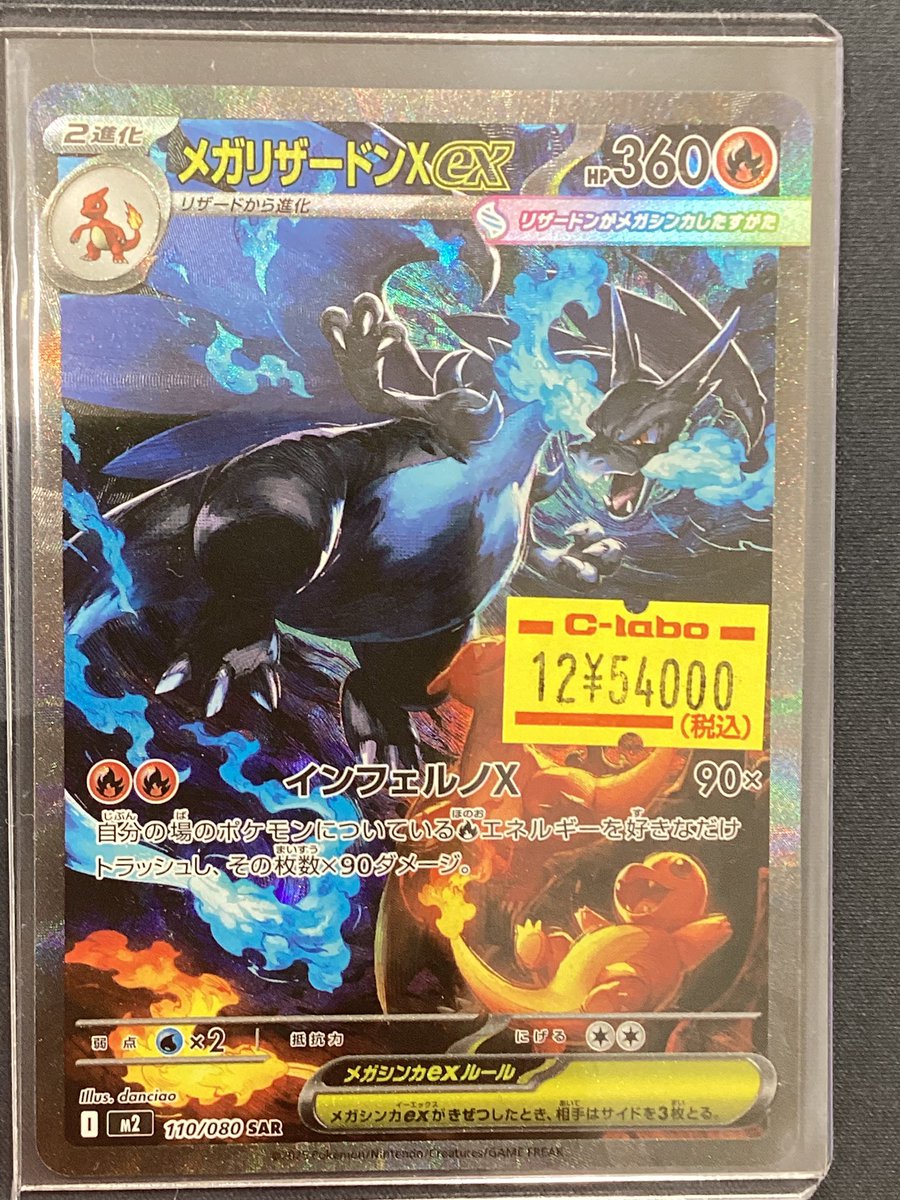 2進化
メガリザードンXex
HP360
リザードから進化
リザードンがメガシンカしたすがた
C-labo
12¥54000
(税込)
インフェルノX 90×
自分の場のポケモンについているエネルギーを好きなだけ
トラッシュし、その枚数×90ダメージ。
弱点 ×2 抵抗力 にげる
メガシンカexルール
メガシンカexがきぜつしたとき、相手はサイドを3枚とる。
Illus. danciao
I m2 110/080 SAR
©2025 Pokémon/Nintendo/Creatures/GAME FREAK